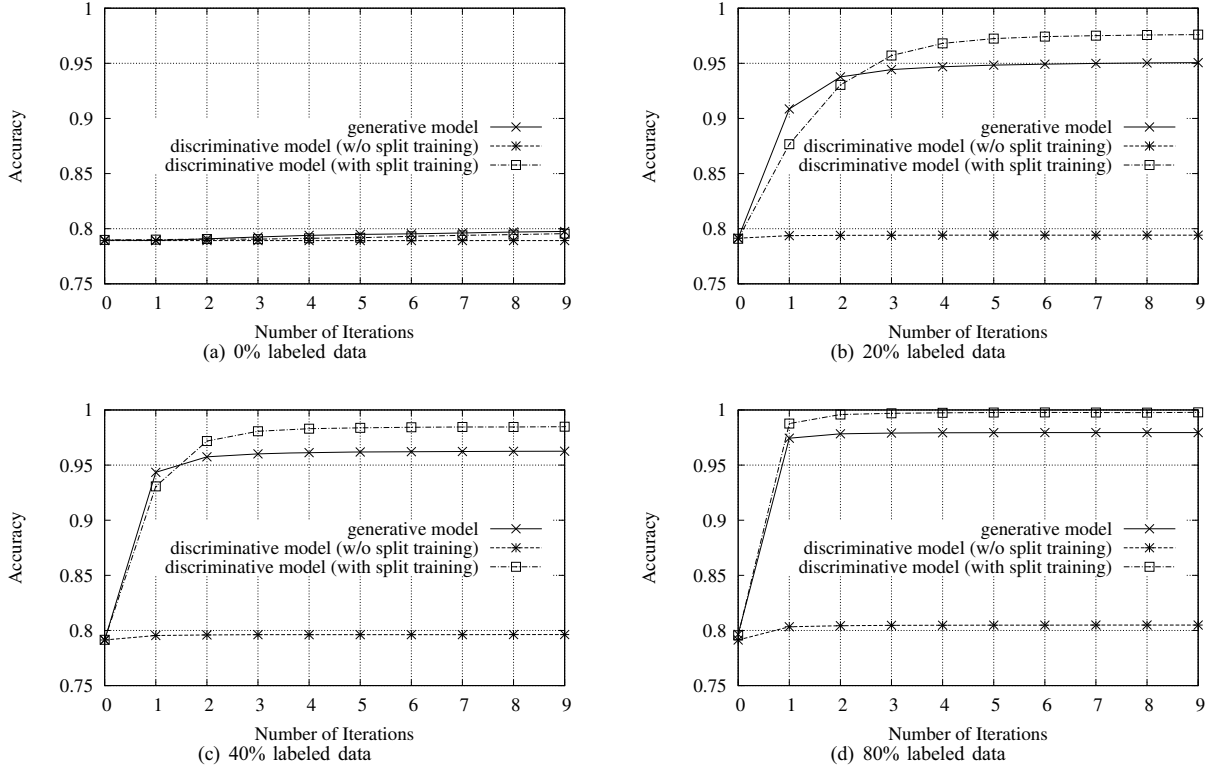 1
0.95
0.9
0.85
0.8
0.75
0 1 2 3 4 5 6 7 8 9
Accuracy
Number of Iterations
generative model
discriminative model (w/o split training)
discriminative model (with split training)
(a) 0% labeled data
1
0.95
0.9
0.85
0.8
0.75
0 1 2 3 4 5 6 7 8 9
Accuracy
Number of Iterations
generative model
discriminative model (w/o split training)
discriminative model (with split training)
(b) 20% labeled data
1
0.95
0.9
0.85
0.8
0.75
0 1 2 3 4 5 6 7 8 9
Accuracy
Number of Iterations
generative model
discriminative model (w/o split training)
discriminative model (with split training)
(c) 40% labeled data
1
0.95
0.9
0.85
0.8
0.75
0 1 2 3 4 5 6 7 8 9
Accuracy
Number of Iterations
generative model
discriminative model (w/o split training)
discriminative model (with split training)
(d) 80% labeled data